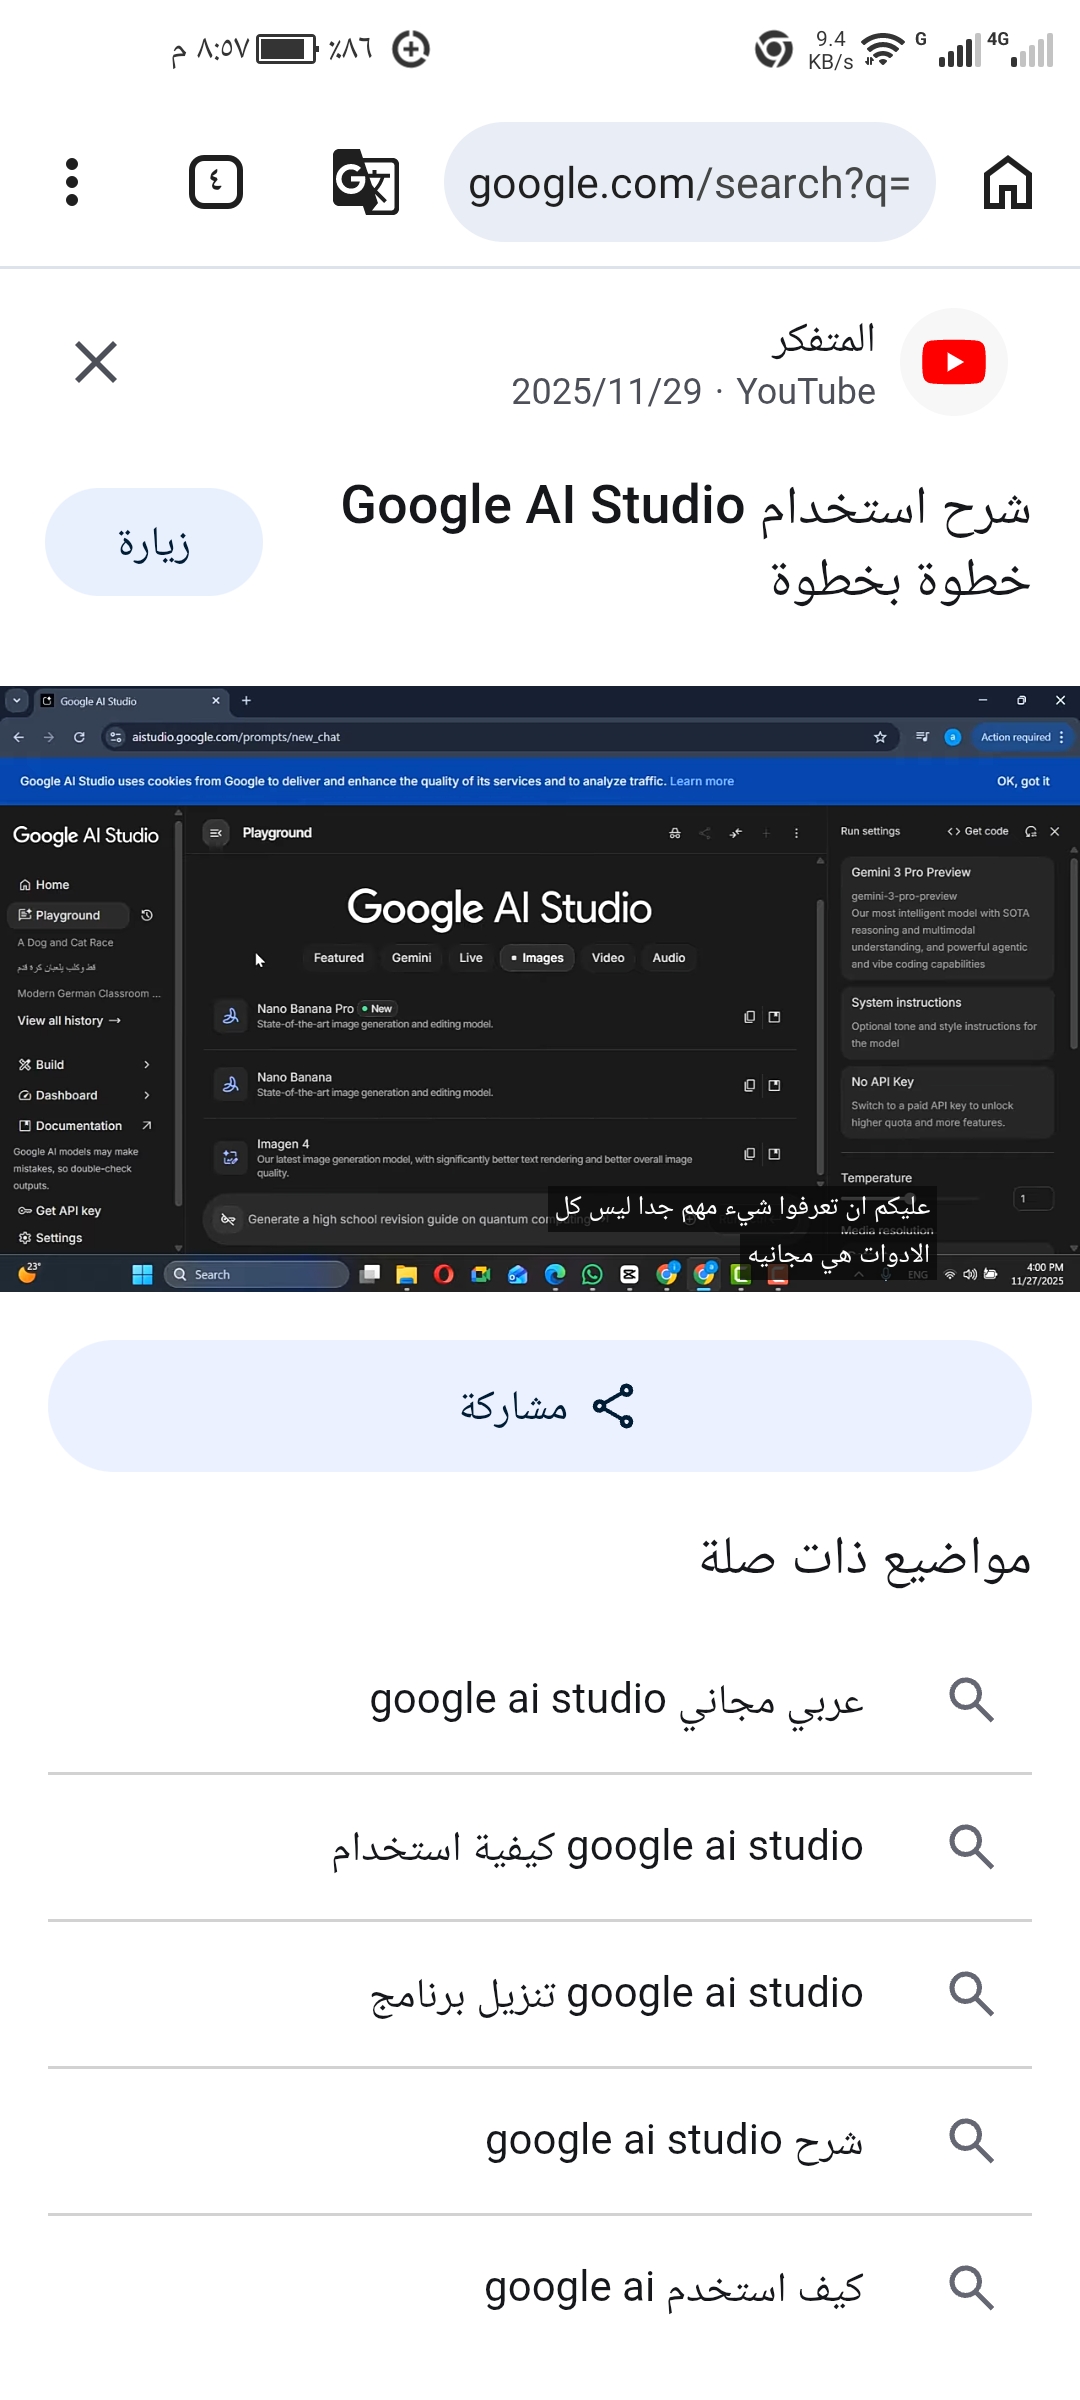 ٨:٥٧ م
٪٨٦
9.4
KB/s
G
4G
٤
google.com/search?q=
المتفكر
2025/11/29 · YouTube
شرح استخدام Google AI Studio
خطوة بخطوة
زيارة
Google AI Studio
aistudio.google.com/prompts/new_chat
Action required
Google AI Studio uses cookies from Google to deliver and enhance the quality of its services and to analyze traffic. Learn more
OK, got it
Google AI Studio
Home
Playground
A Dog and Cat Race
قط وكلب يلعبان كرة قدم
Modern German Classroom ...
View all history →
Build
Dashboard
Documentation
Google AI models may make
mistakes, so double-check
outputs.
Get API key
Settings
Playground
Google AI Studio
Featured
Gemini
Live
Images
Video
Audio
Nano Banana Pro
New
State-of-the-art image generation and editing model.
Nano Banana
State-of-the-art image generation and editing model.
Imagen 4
Our latest image generation model, with significantly better text rendering and better overall image
quality.
Generate a high school revision guide on quantum
Run settings
<> Get code
Gemini 3 Pro Preview
gemini-3-pro-preview
Our most intelligent model with SOTA
reasoning and multimodal
understanding, and powerful agentic
and vibe coding capabilities
System instructions
Optional tone and style instructions for
the model
No API Key
Switch to a paid API key to unlock
higher quota and more features.
Temperature
1
Media resolution
عليكم ان تعرفوا شيء مهم جدا ليس كل
الادوات هي مجانيه
23°
Search
ENG
4:00 PM
11/27/2025
مشاركة
مواضيع ذات صلة
google ai studio عربي مجاني
كيفية استخدام google ai studio
تنزيل برنامج google ai studio
google ai studio شرح
google ai كيف استخدم